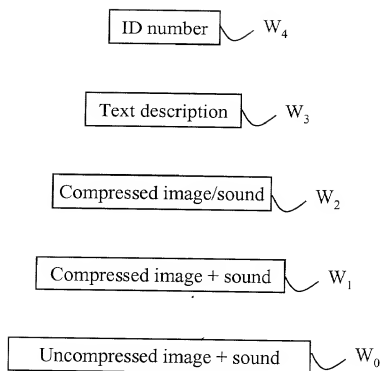 ID number W4
Text description W3
Compressed image/sound W2
Compressed image + sound W1
Uncompressed image + sound W0